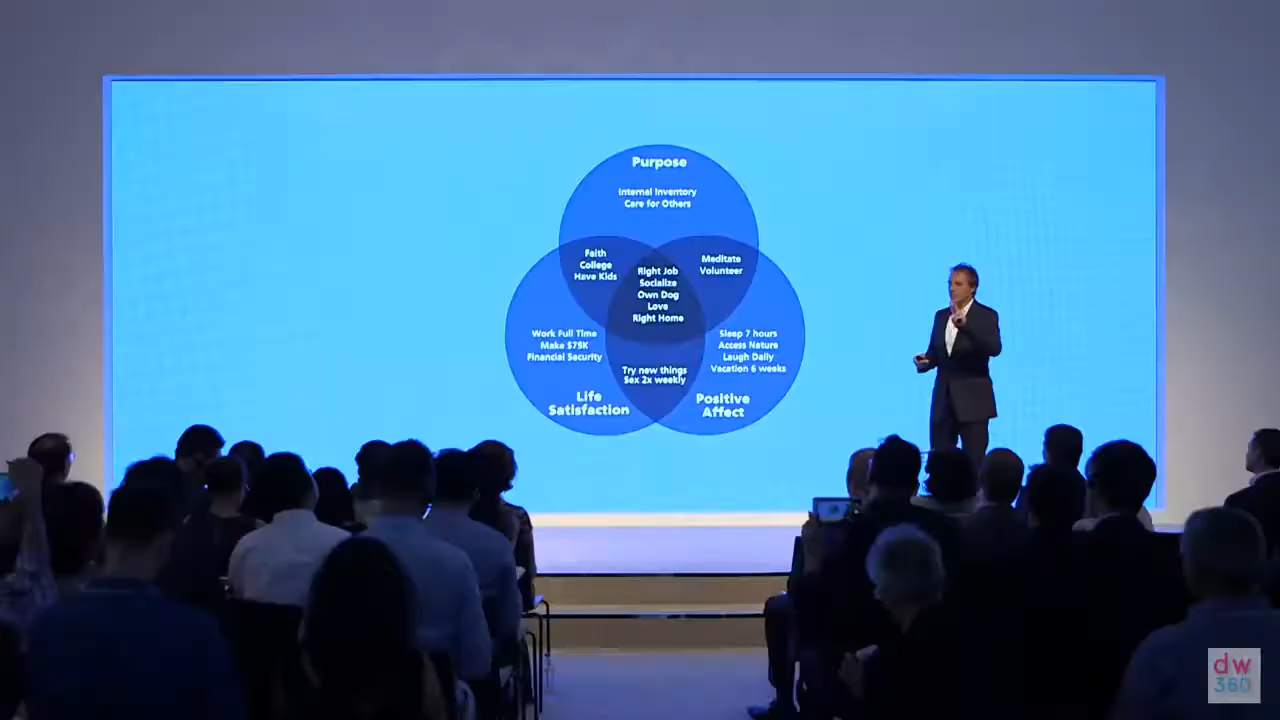 Purpose
Internal Inventory
Care for Others
Faith
College
Have Kids
Meditate
Volunteer
Right Job
Socialize
Own Dog
Love
Right Home
Work Full Time
Make $75K
Financial Security
Sleep 7 hours
Access Nature
Laugh Daily
Vacation 6 weeks
Try new things
Sex 2x weekly
Life
Satisfaction
Positive
Affect
dw
360